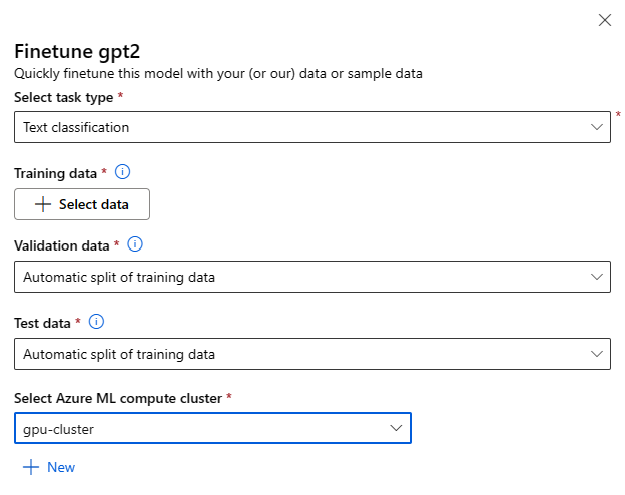 Finetune gpt2
Quickly finetune this model with your (or our) data or sample data
Select task type *
Text classification
*
Training data *
Select data
Validation data *
Automatic split of training data
Test data *
Automatic split of training data
Select Azure ML compute cluster *
gpu-cluster
+ New